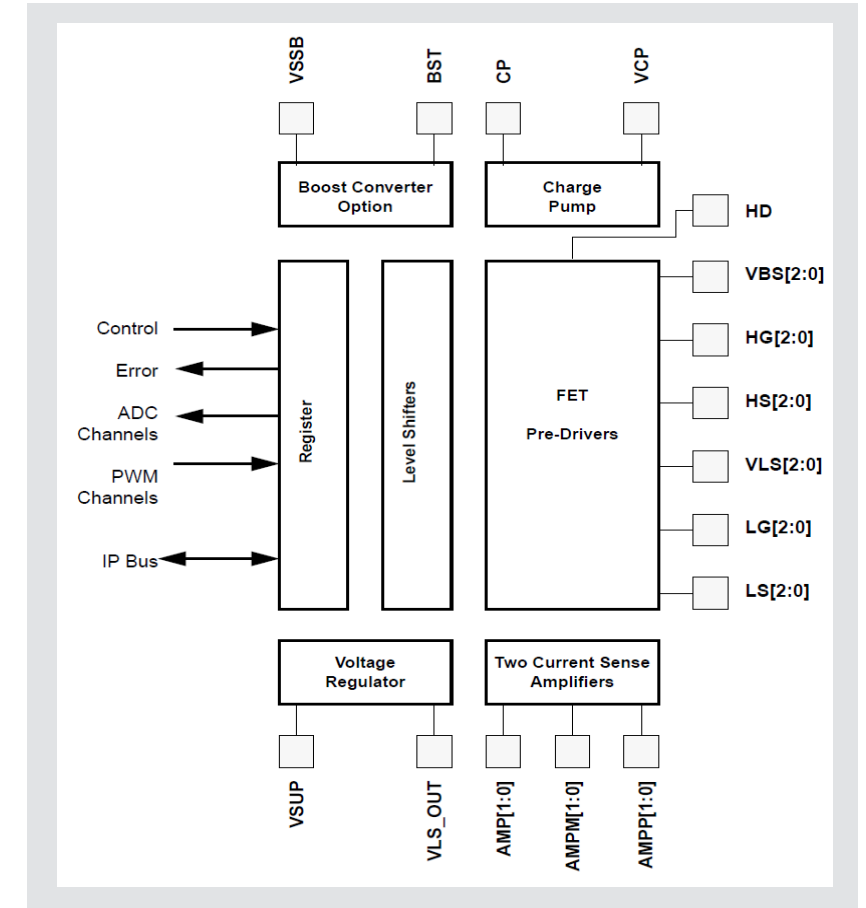 VSSB
BST
CP
VCP
Boost Converter
Option
Charge
Pump
HD
VBS[2:0]
HG[2:0]
HS[2:0]
VLS[2:0]
LG[2:0]
LS[2:0]
Control
Error
ADC
Channels
PWM
Channels
IP Bus
Register
Level Shifters
FET
Pre-Drivers
Voltage
Regulator
Two Current Sense
Amplifiers
VSUP
VLS_OUT
AMP[1:0]
AMPM[1:0]
AMPP[1:0]